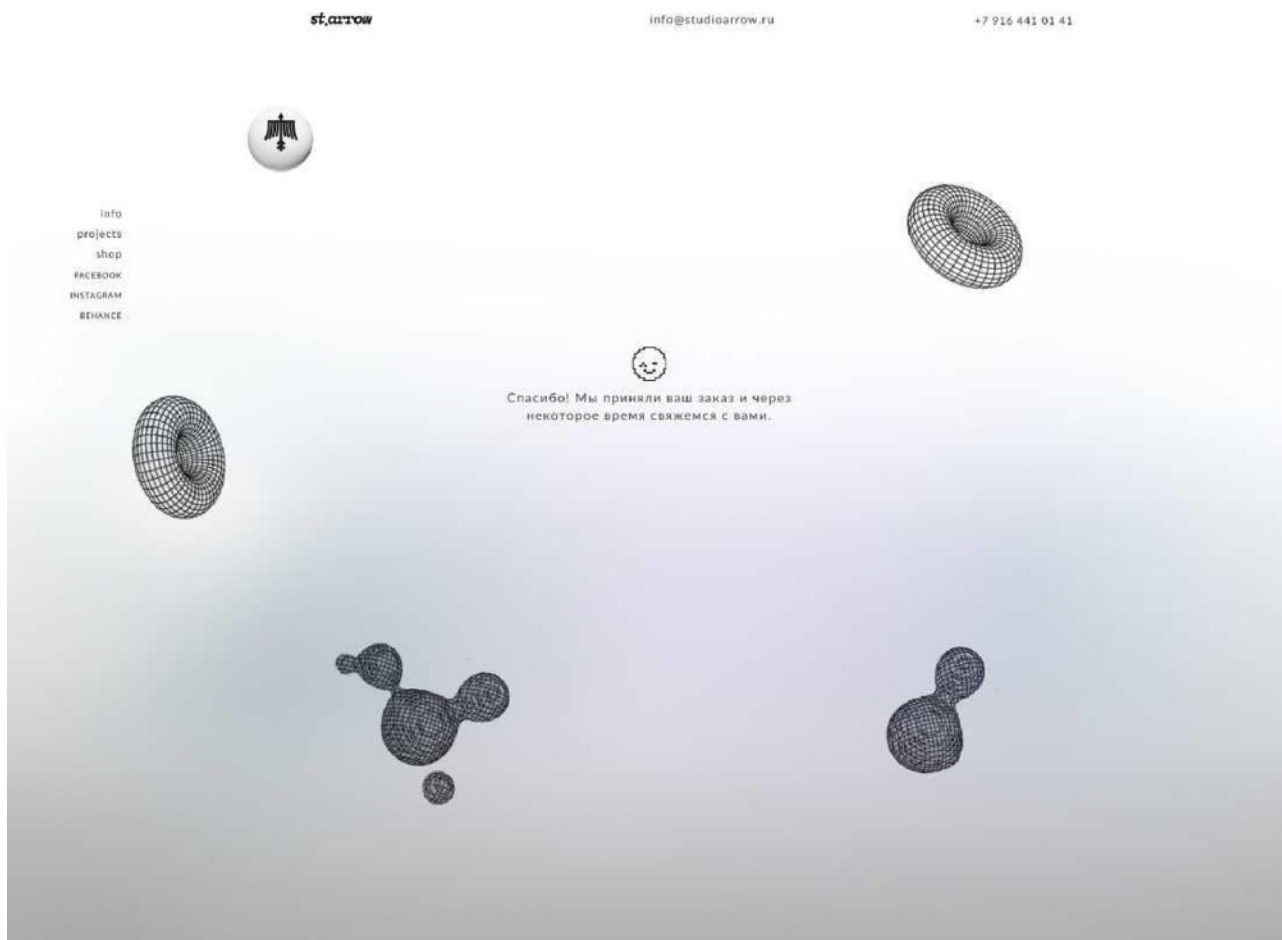 st.arrow
info@studioarrow.ru
+7 916 441 01 41
info
projects
shop
FACEBOOK
INSTAGRAM
BEHANCE
Спасибо! Мы приняли ваш заказ и через
некоторое время свяжемся с вами.